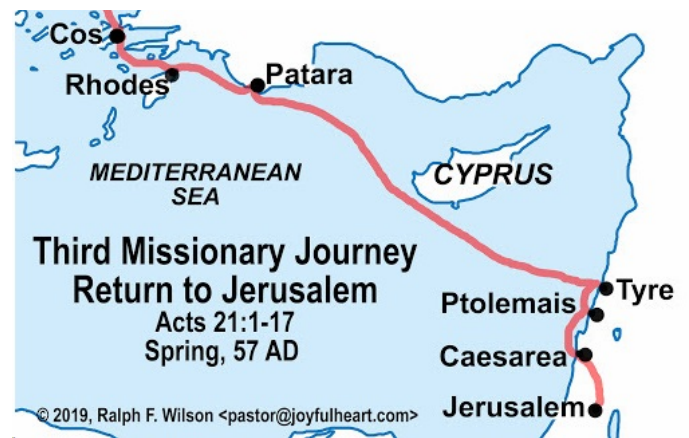 Cos
Rhodes
Patara
MEDITERRANEAN
SEA
CYPRUS
Third Missionary Journey
Return to Jerusalem
Acts 21:1-17
Spring, 57 AD
Tyre
Ptolemais
Caesarea
Jerusalem
© 2019, Ralph F. Wilson <pastor@joyfulheart.com>